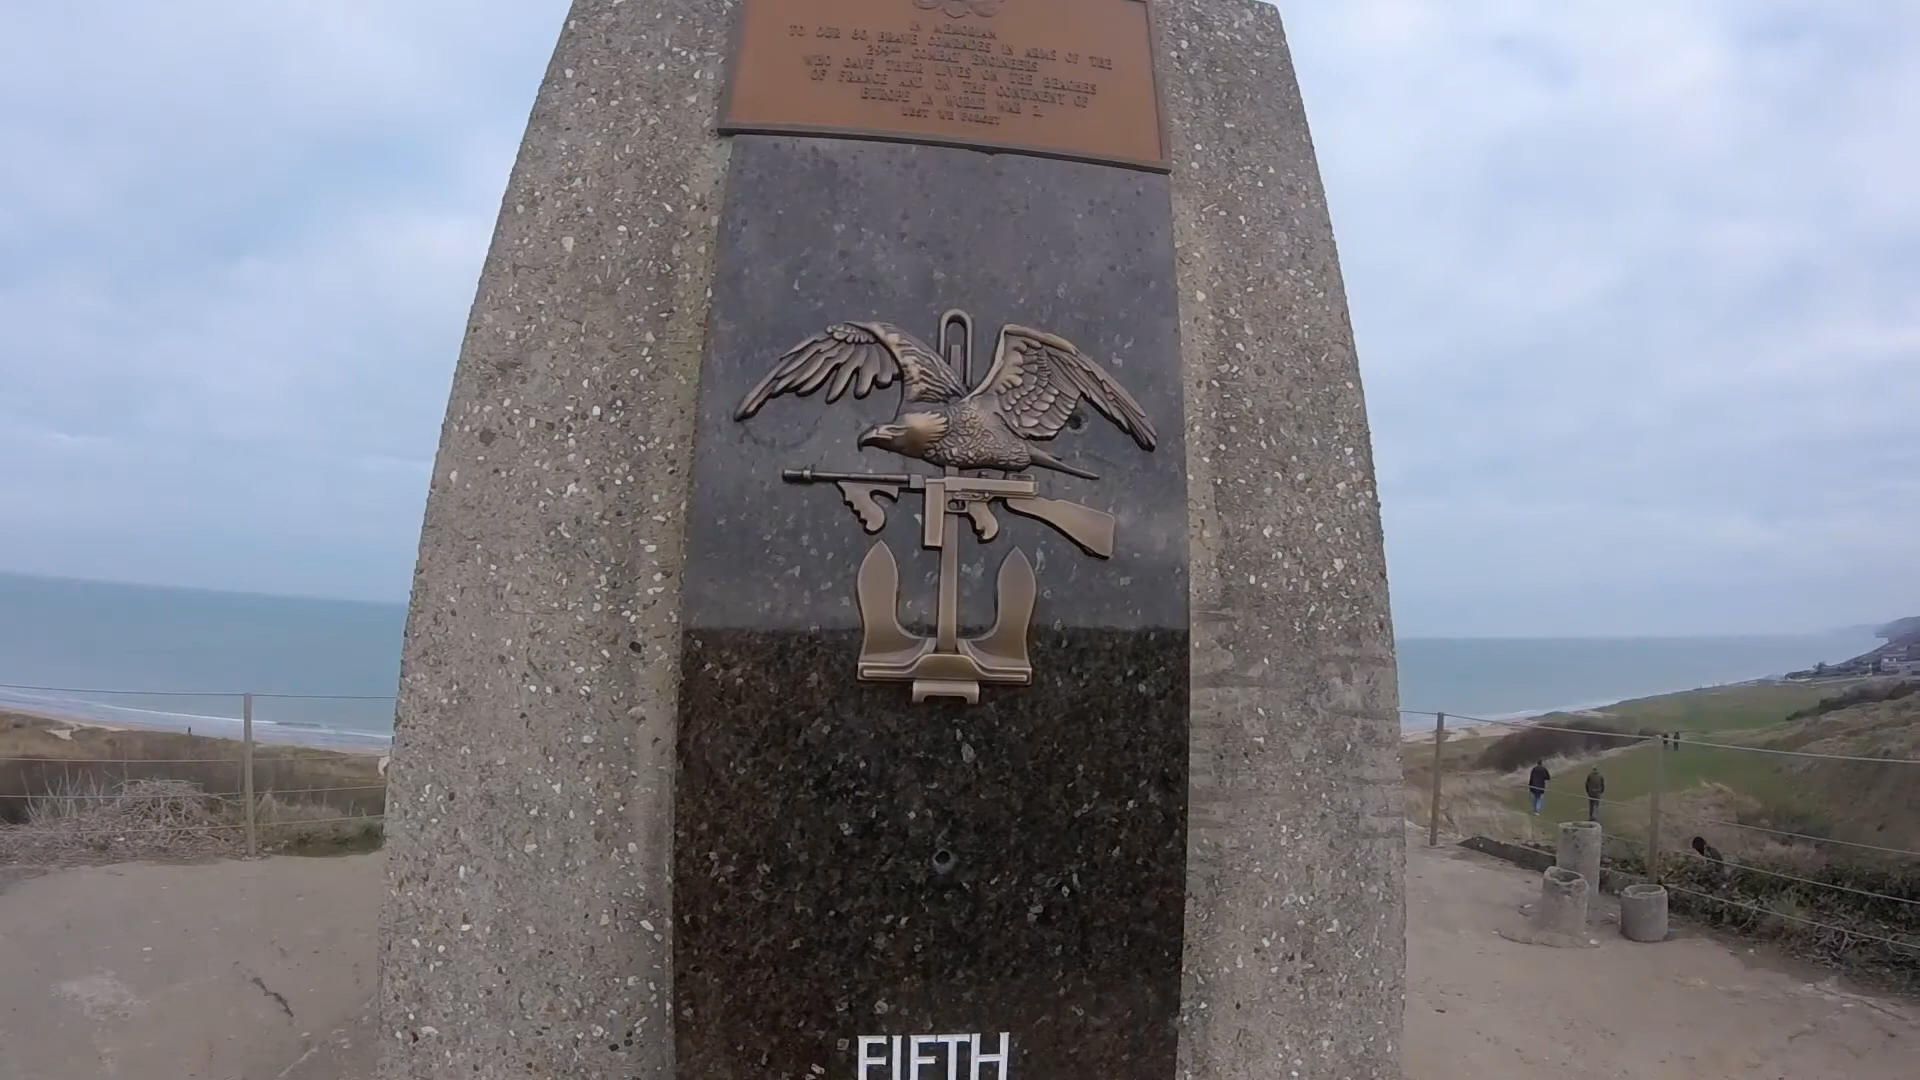 IN MEMORIAM
TO OUR 80 BRAVE COMRADES IN ARMS OF THE
299TH COMBAT ENGINEERS
WHO GAVE THEIR LIVES ON THE BEACHES
OF FRANCE AND ON THE CONTINENT OF
EUROPE IN WORLD WAR
LEST WE FORGET
FIFTH